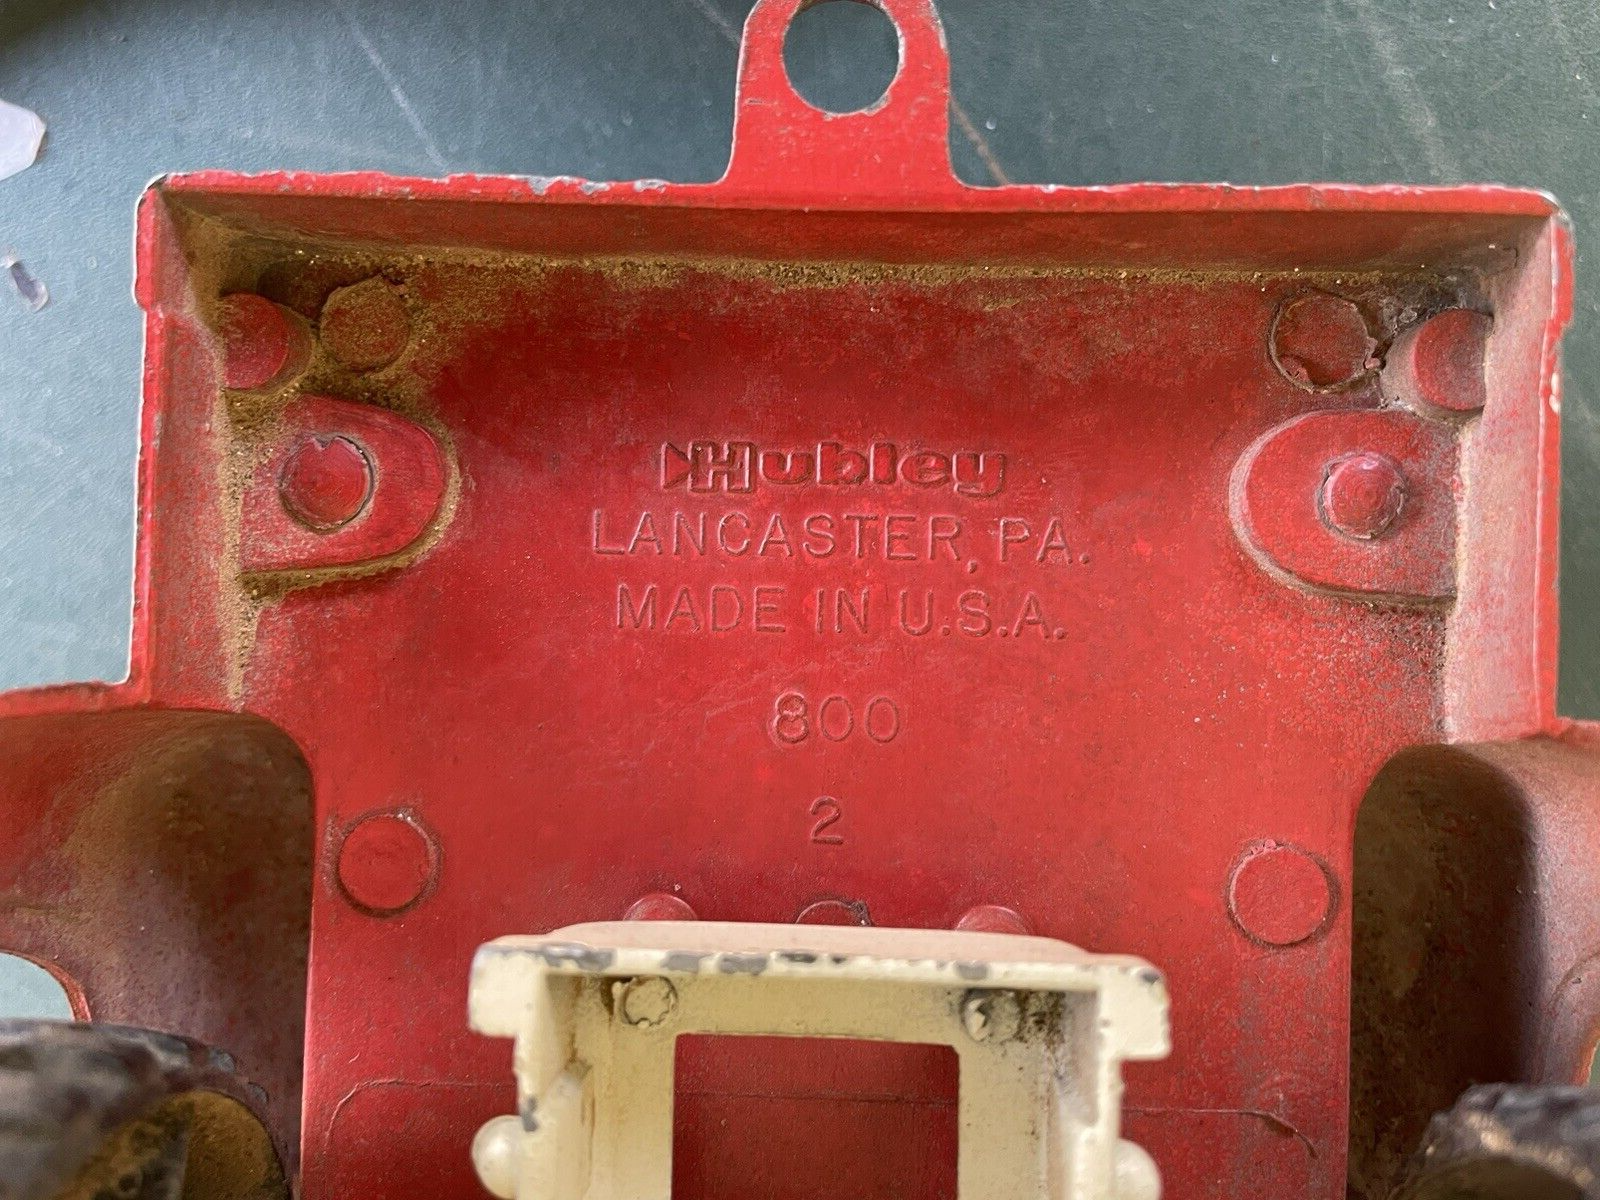 Hubley
LANCASTER, PA.
MADE IN U.S.A.
800
2